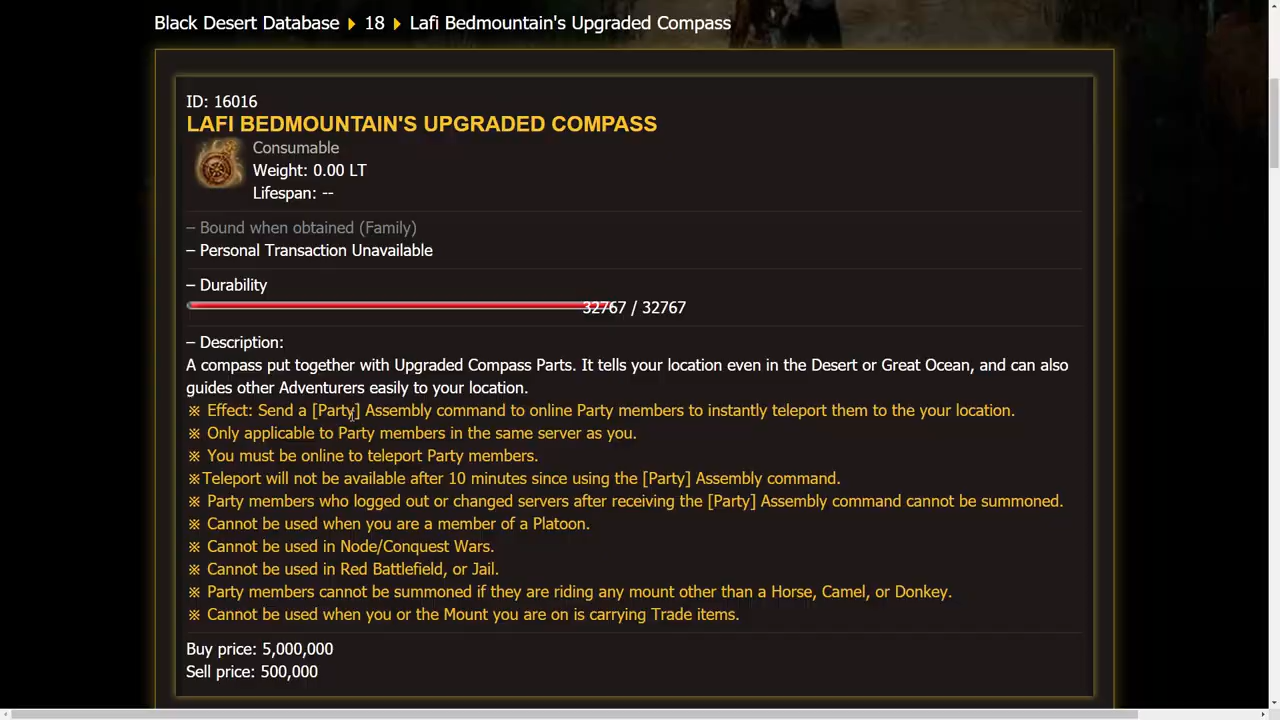 Black Desert Database 18 Lafi Bedmountain's Upgraded Compass
ID: 16016
LAFI BEDMOUNTAIN'S UPGRADED COMPASS
Consumable
Weight: 0.00 LT
Lifespan: --
– Bound when obtained (Family)
– Personal Transaction Unavailable
– Durability
32767 / 32767
– Description:
A compass put together with Upgraded Compass Parts. It tells your location even in the Desert or Great Ocean, and can also
guides other Adventurers easily to your location.
※ Effect: Send a [Party] Assembly command to online Party members to instantly teleport them to the your location.
※ Only applicable to Party members in the same server as you.
※ You must be online to teleport Party members.
※Teleport will not be available after 10 minutes since using the [Party] Assembly command.
※ Party members who logged out or changed servers after receiving the [Party] Assembly command cannot be summoned.
※ Cannot be used when you are a member of a Platoon.
※ Cannot be used in Node/Conquest Wars.
※ Cannot be used in Red Battlefield, or Jail.
※ Party members cannot be summoned if they are riding any mount other than a Horse, Camel, or Donkey.
※ Cannot be used when you or the Mount you are on is carrying Trade items.
Buy price: 5,000,000
Sell price: 500,000